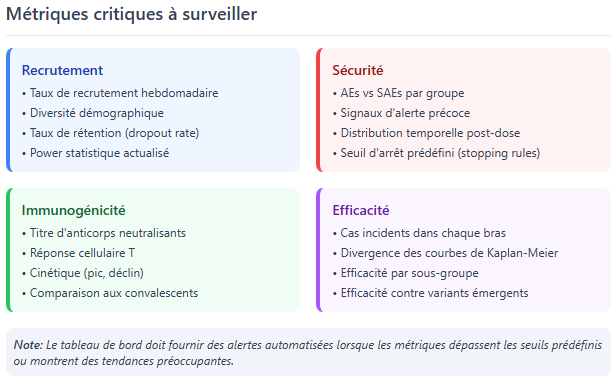 Métriques critiques à surveiller
Recrutement
• Taux de recrutement hebdomadaire
• Diversité démographique
• Taux de rétention (dropout rate)
• Power statistique actualisé
Sécurité
• AEs vs SAEs par groupe
• Signaux d'alerte précoce
• Distribution temporelle post-dose
• Seuil d'arrêt prédéfini (stopping rules)
Immunogénicité
• Titre d'anticorps neutralisants
• Réponse cellulaire T
• Cinétique (pic, déclin)
• Comparaison aux convalescents
Efficacité
• Cas incidents dans chaque bras
• Divergence des courbes de Kaplan-Meier
• Efficacité par sous-groupe
• Efficacité contre variants émergents
Note: Le tableau de bord doit fournir des alertes automatisées lorsque les métriques dépassent les seuils prédéfinis
ou montrent des tendances préoccupantes.